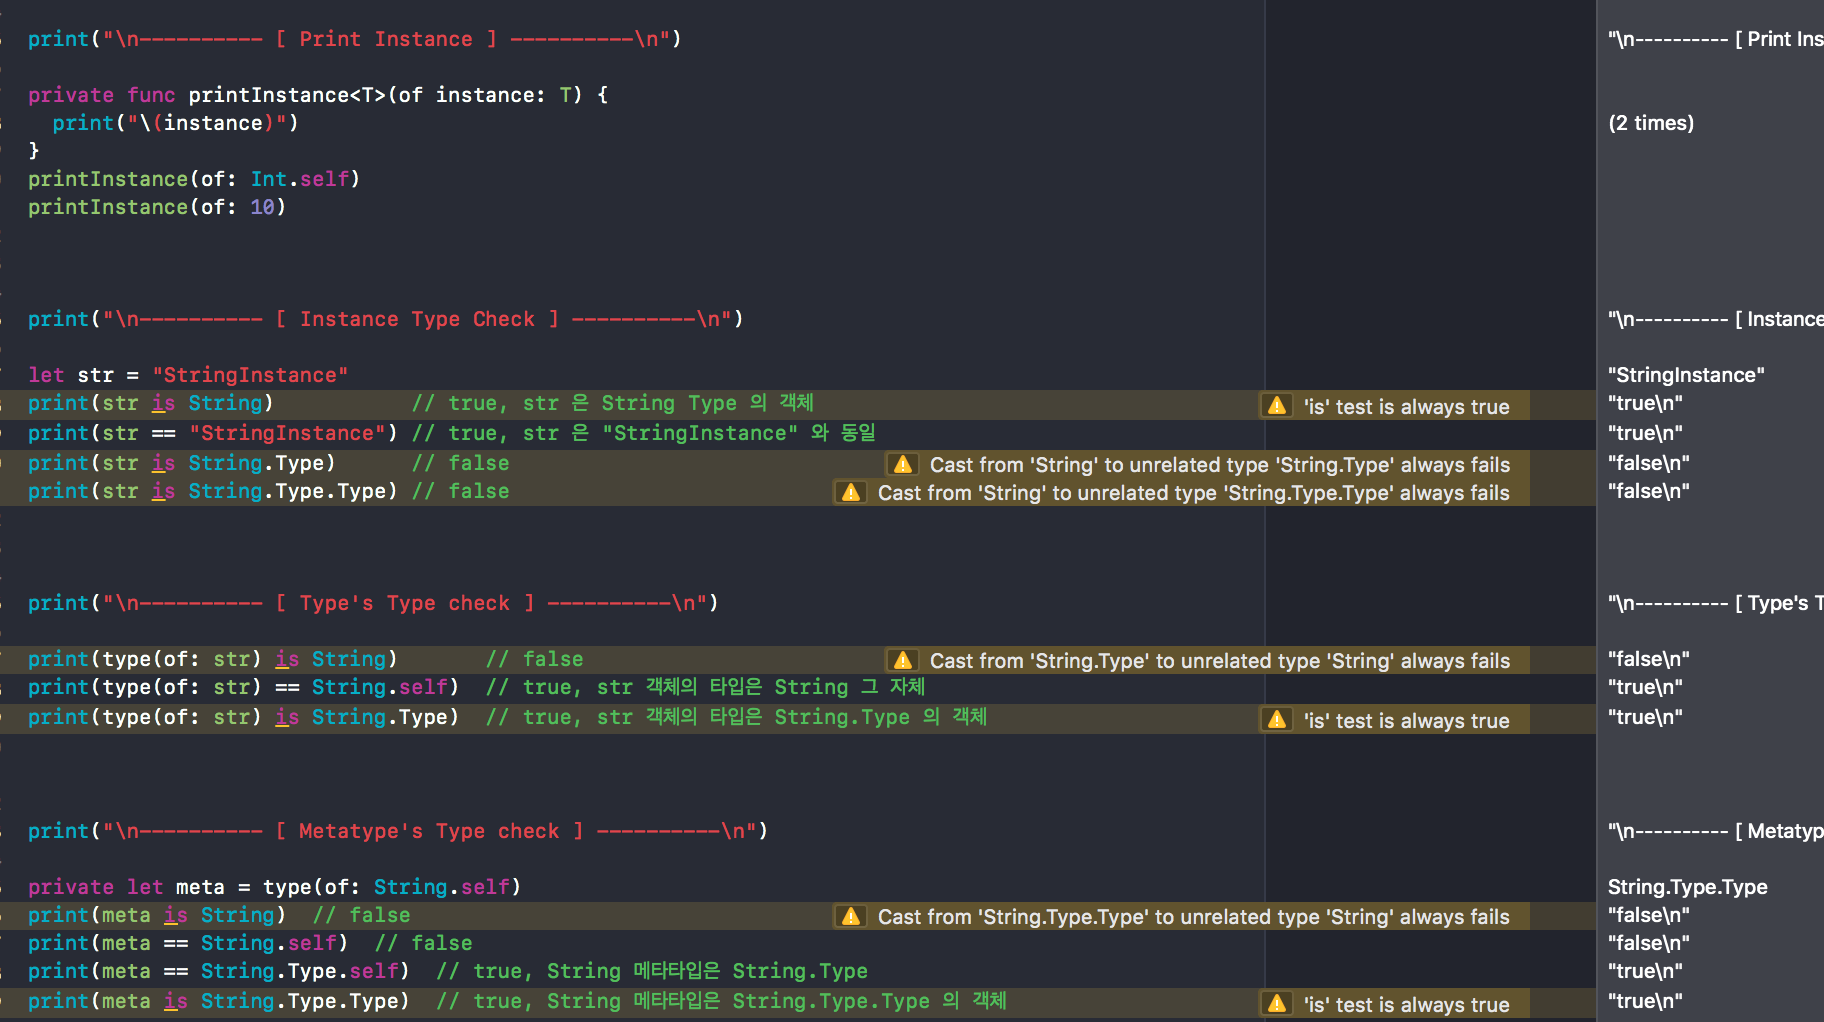 print("\n---------- [ Print Instance ] ----------\n") "\n---------- [ Print Ins
private func printInstance<T>(of instance: T) {
print("\(instance)") (2 times)
}
printInstance(of: Int.self)
printInstance(of: 10)
print("\n---------- [ Instance Type Check ] ----------\n") "\n---------- [ Instance
let str = "StringInstance" "StringInstance"
print(str is String) // true, str 은 String Type 의 객체 'is' test is always true "true\n"
print(str == "StringInstance") // true, str 은 "StringInstance" 와 동일 "true\n"
print(str is String.Type) // false Cast from 'String' to unrelated type 'String.Type' always fails "false\n"
print(str is String.Type.Type) // false Cast from 'String' to unrelated type 'String.Type.Type' always fails "false\n"
print("\n---------- [ Type's Type check ] ----------\n") "\n---------- [ Type's T
print(type(of: str) is String) // false Cast from 'String.Type' to unrelated type 'String' always fails "false\n"
print(type(of: str) == String.self) // true, str 객체의 타입은 String 그 자체 "true\n"
print(type(of: str) is String.Type) // true, str 객체의 타입은 String.Type 의 객체 'is' test is always true "true\n"
print("\n---------- [ Metatype's Type check ] ----------\n") "\n---------- [ Metatyp
private let meta = type(of: String.self) String.Type.Type
print(meta is String) // false Cast from 'String.Type.Type' to unrelated type 'String' always fails "false\n"
print(meta == String.self) // false "false\n"
print(meta == String.Type.self) // true, String 메타타입은 String.Type "true\n"
print(meta is String.Type.Type) // true, String 메타타입은 String.Type.Type 의 객체 'is' test is always true "true\n"